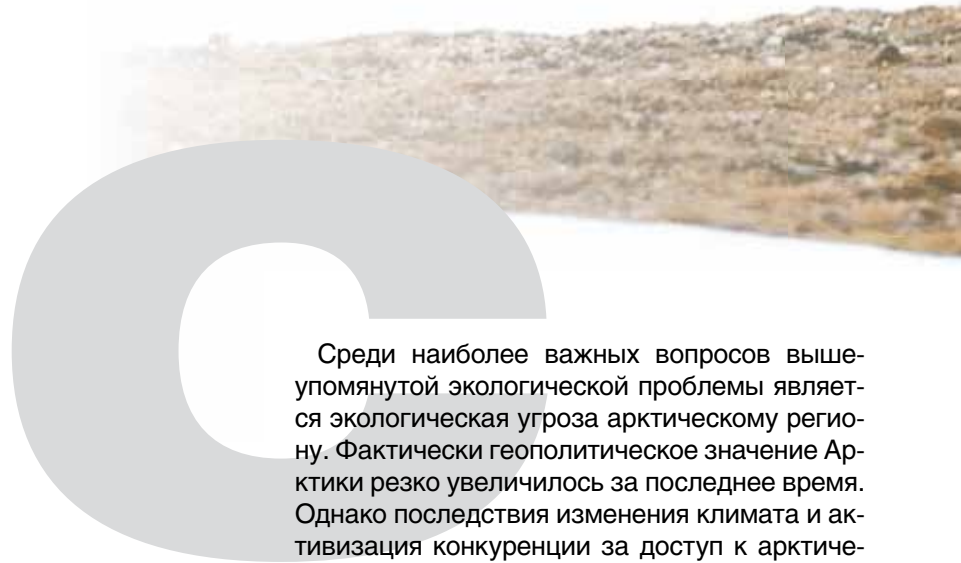 с
Среди наиболее важных вопросов выше-
упомянутой экологической проблемы являет-
ся экологическая угроза арктическому регио-
ну. Фактически геополитическое значение Ар-
ктики резко увеличилось за последнее время.
Однако последствия изменения климата и ак-
тивизация конкуренции за доступ к арктиче-